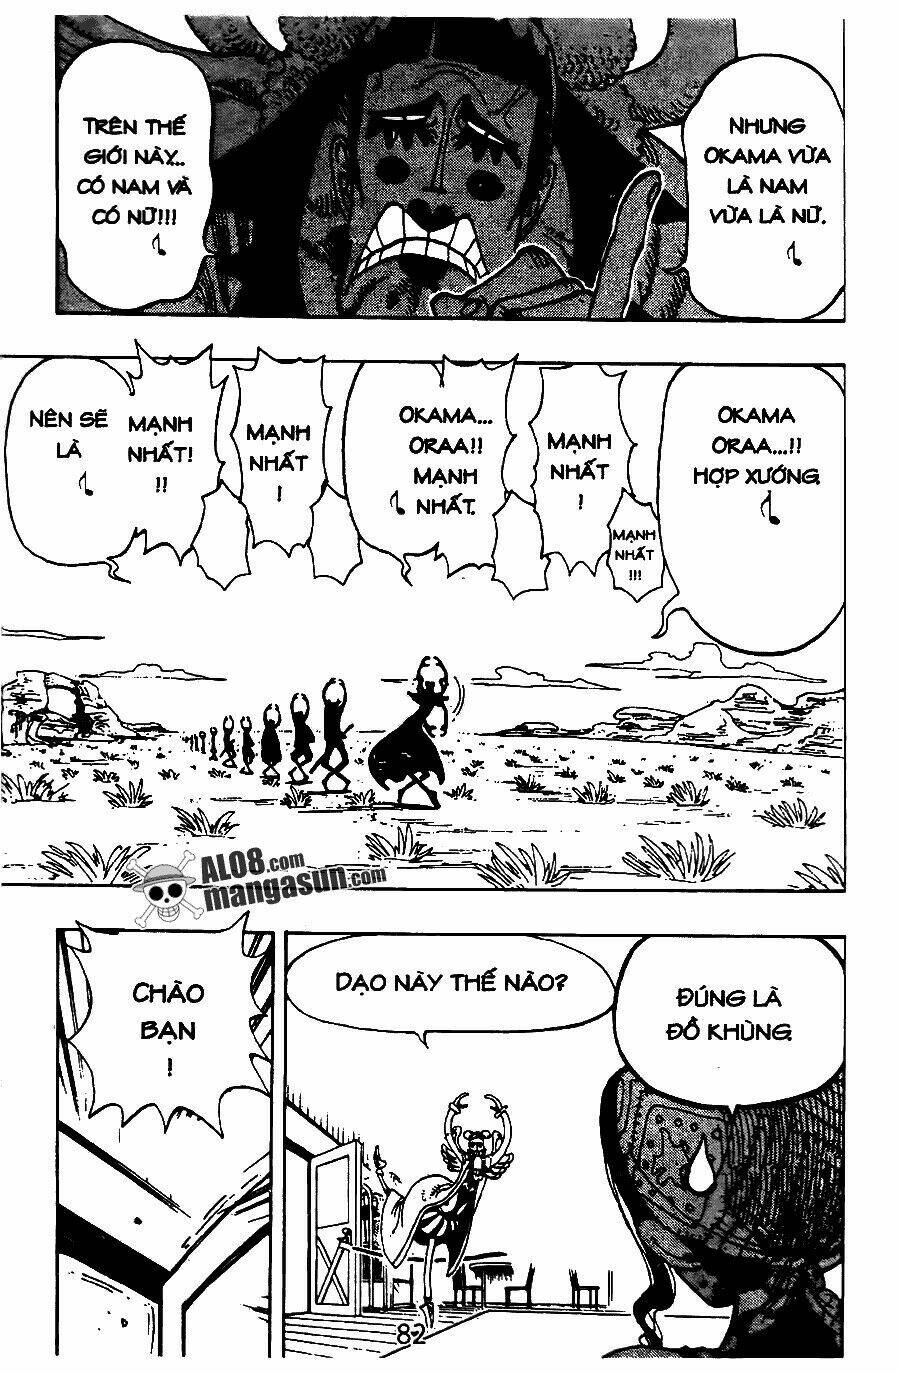 NHƯNG
OKAMA VỪA
LÀ NAM
VỪA LÀ NỮ.
TRÊN THẾ
GIỚI NÀY..
CÓ NAM VÀ
CÓ NỮ!!!
OKAMA
ORAA...!!
HỢP XƯỚNG
MẠNH
NHẤT
!!!
MẠNH
NHẤT
!
OKAMA...
ORAA!!
MẠNH
NHẤT.
MẠNH
NHẤT
!
MẠNH
NHẤT!
!!
NÊN SẼ
LÀ
AL08.com
mangasun.com
ĐÚNG LÀ
ĐỒ KHÙNG
DẠO NÀY THẾ NÀO?
CHÀO
BẠN
!
82